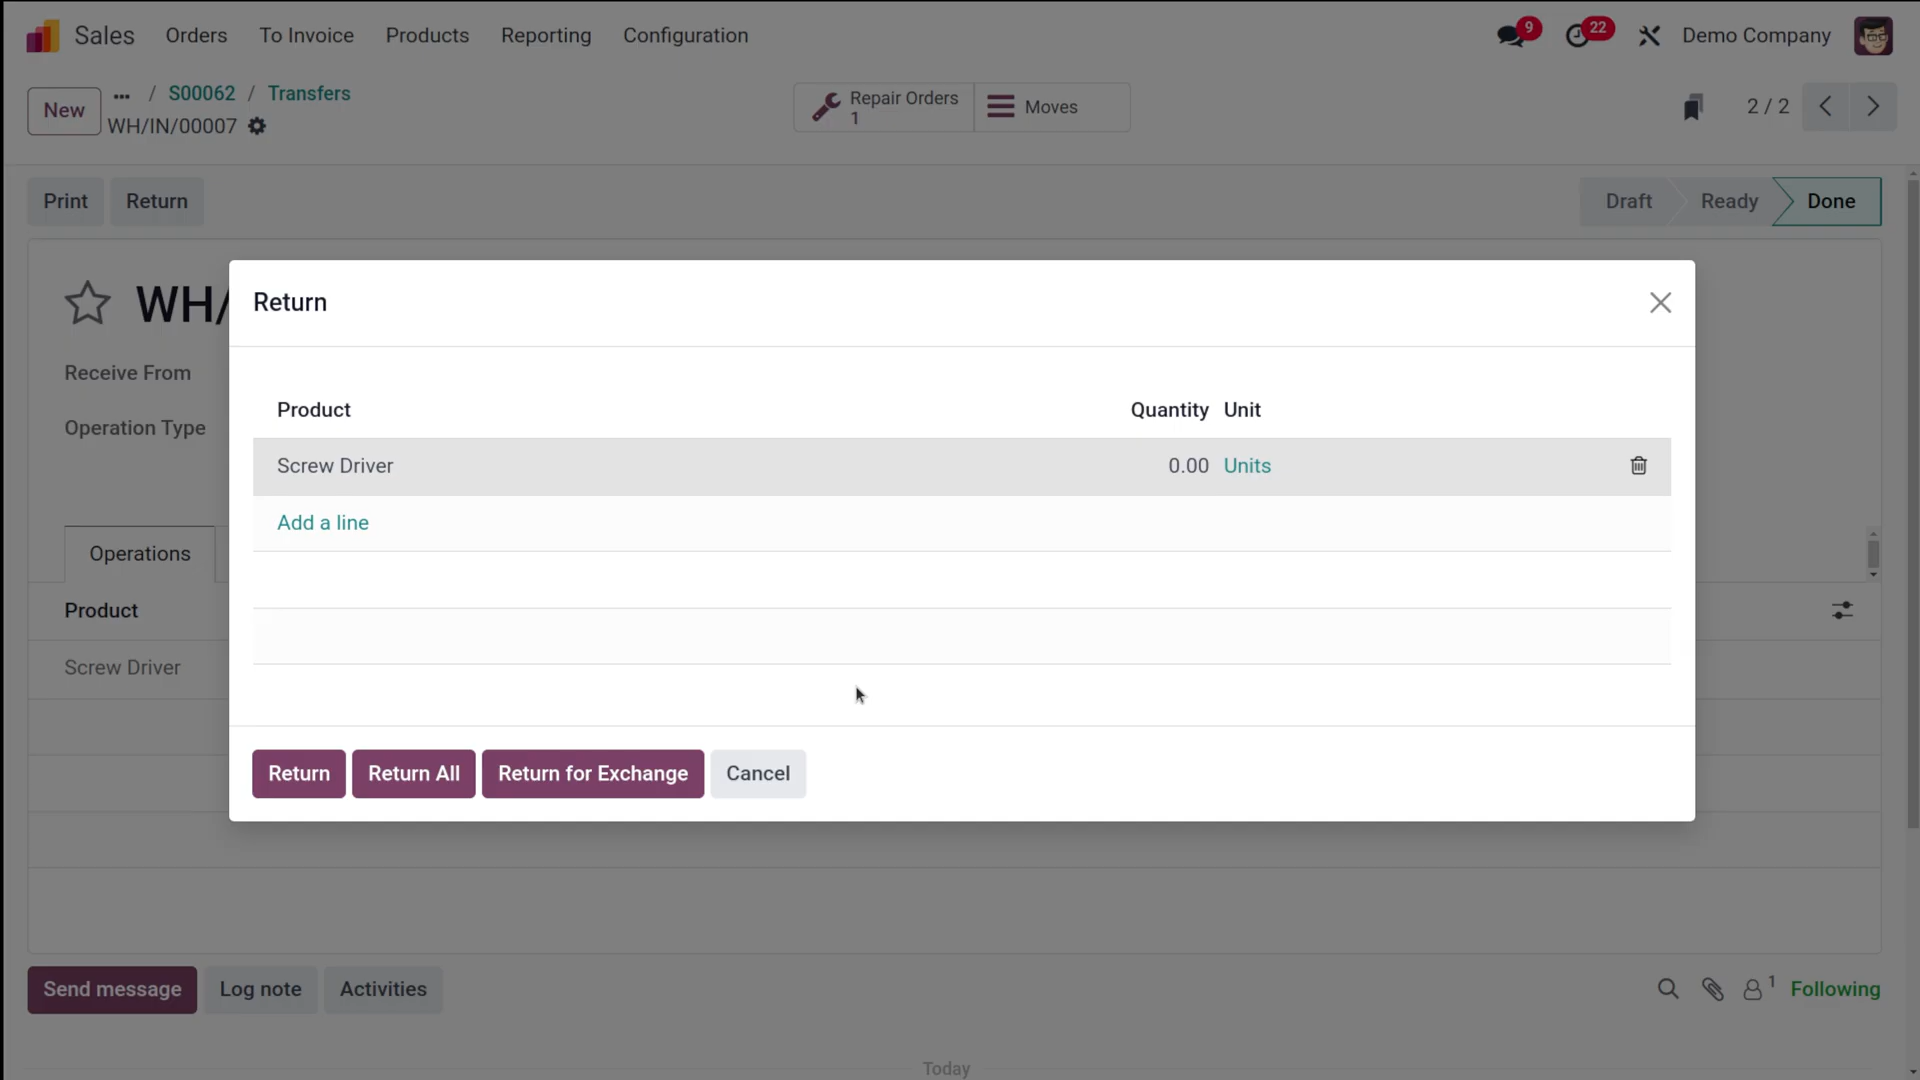 Sales Orders To Invoice Products Reporting Configuration 9 22 Demo Company
New ... / S00062 / Transfers
WH/IN/00007
Repair Orders
1
Moves
2 / 2
Print Return Draft Ready Done
WH/
Receive From
Operation Type
Operations
Product
Screw Driver
Return
Product Quantity Unit
Screw Driver 0.00 Units
Add a line
Return Return All Return for Exchange Cancel
Send message Log note Activities 1 Following
Today